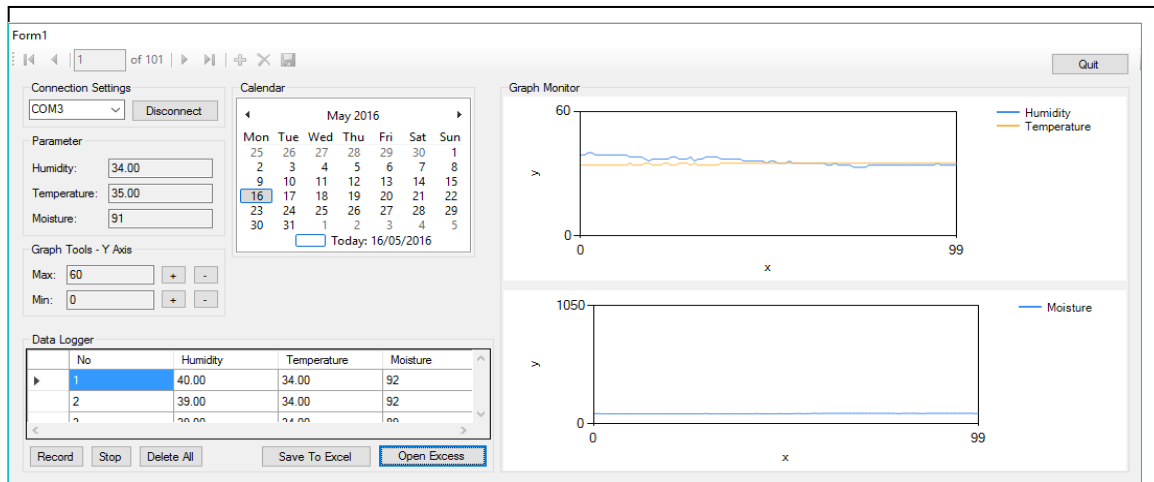 Form1
1 of 101
Quit
Connection Settings
COM3 Disconnect
Parameter
Humidity: 34.00
Temperature: 35.00
Moisture: 91
Graph Tools - Y Axis
Max: 60 + -
Min: 0 + -
Calendar
May 2016
Mon Tue Wed Thu Fri Sat Sun
25 26 27 28 29 30 1
2 3 4 5 6 7 8
9 10 11 12 13 14 15
16 17 18 19 20 21 22
23 24 25 26 27 28 29
30 31 1 2 3 4 5
Today: 16/05/2016
Data Logger
No Humidity Temperature Moisture
1 40.00 34.00 92
2 39.00 34.00 92
Record Stop Delete All Save To Excel Open Excess
Graph Monitor
60
y
0
0 99
x
Humidity
Temperature
1050
y
0
0 99
x
Moisture